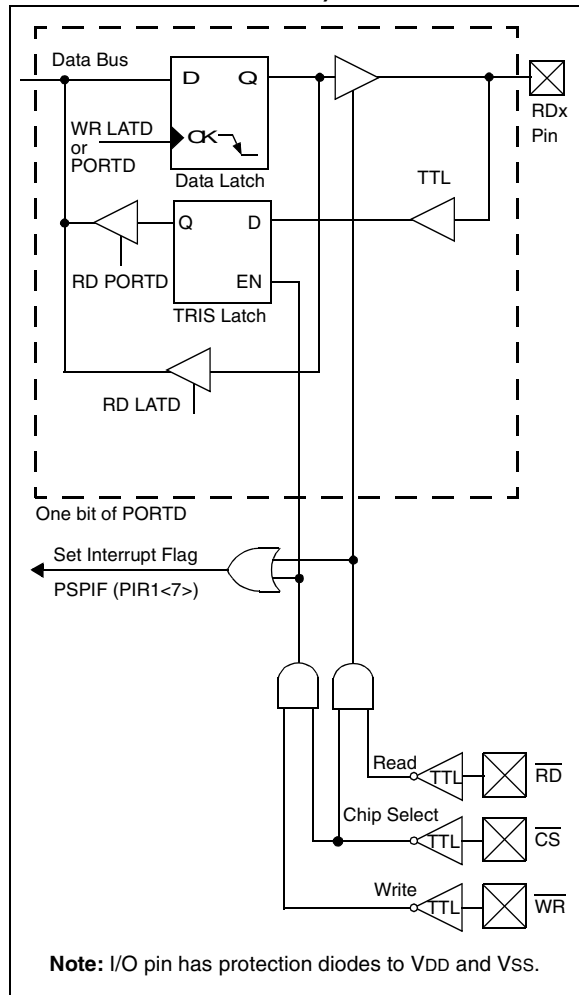 Data Bus
D Q
WR LATD
or
PORTD
CK
Data Latch
RDx
Pin
TTL
Q D
EN
RD PORTD
TRIS Latch
RD LATD
One bit of PORTD
Set Interrupt Flag
PSPIF (PIR1<7>)
Read
TTL
RD
Chip Select
TTL
CS
Write
TTL
WR
Note: I/O pin has protection diodes to VDD and VSS.